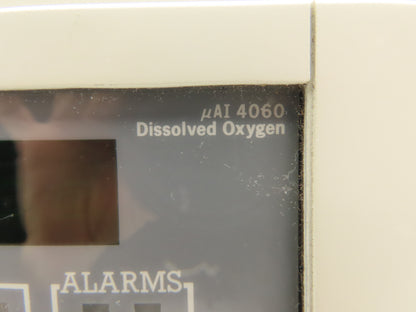 µAI 4060
Dissolved Oxygen
ALARMS